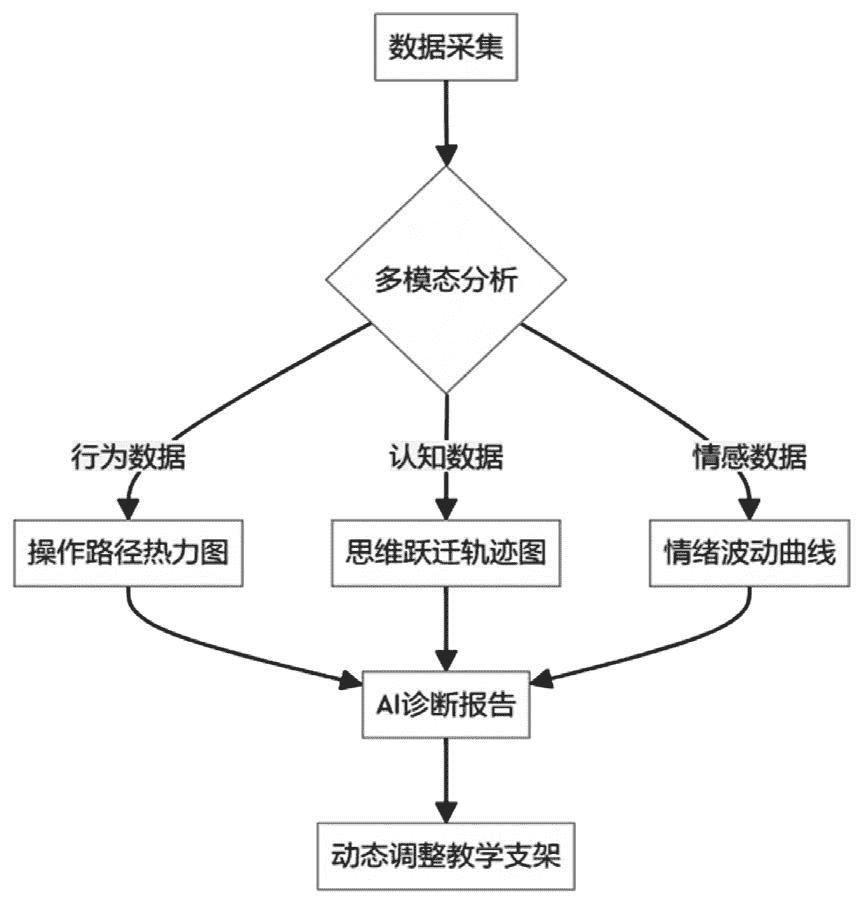 数据采集
多模态分析
行为数据
认知数据
情感数据
操作路径热力图
思维跃迁轨迹图
情绪波动曲线
AI诊断报告
动态调整教学支架